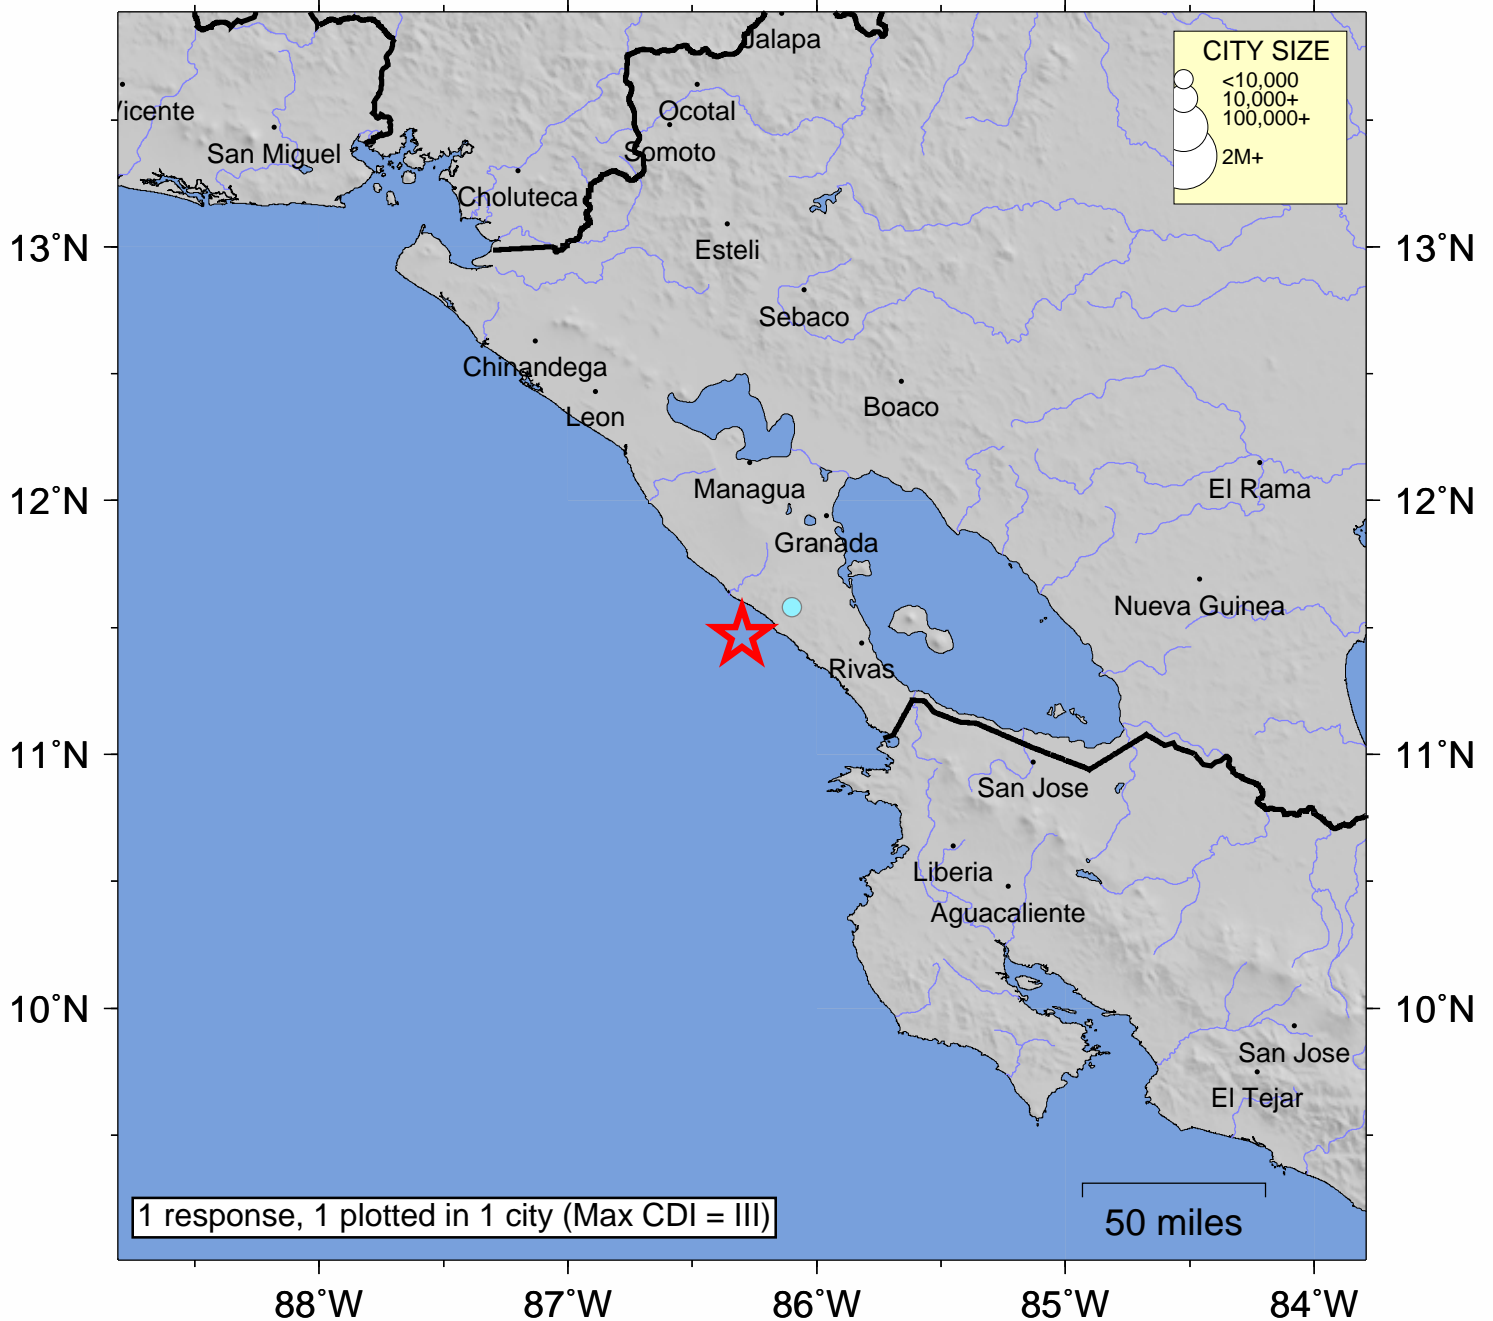 Jalapa
CITY SIZE
<10,000
10,000+
100,000+
2M+
Vicente
Ocotal
San Miguel
Somoto
Choluteca
13°N
Esteli
13°N
Sebaco
Chinandega
Boaco
Leon
12°N
Managua
El Rama
12°N
Granada
Nueva Guinea
Rivas
11°N
San Jose
11°N
Liberia
Aguacaliente
10°N
10°N
San Jose
El Tejar
1 response, 1 plotted in 1 city (Max CDI = III)
50 miles
88°W
87°W
86°W
85°W
84°W